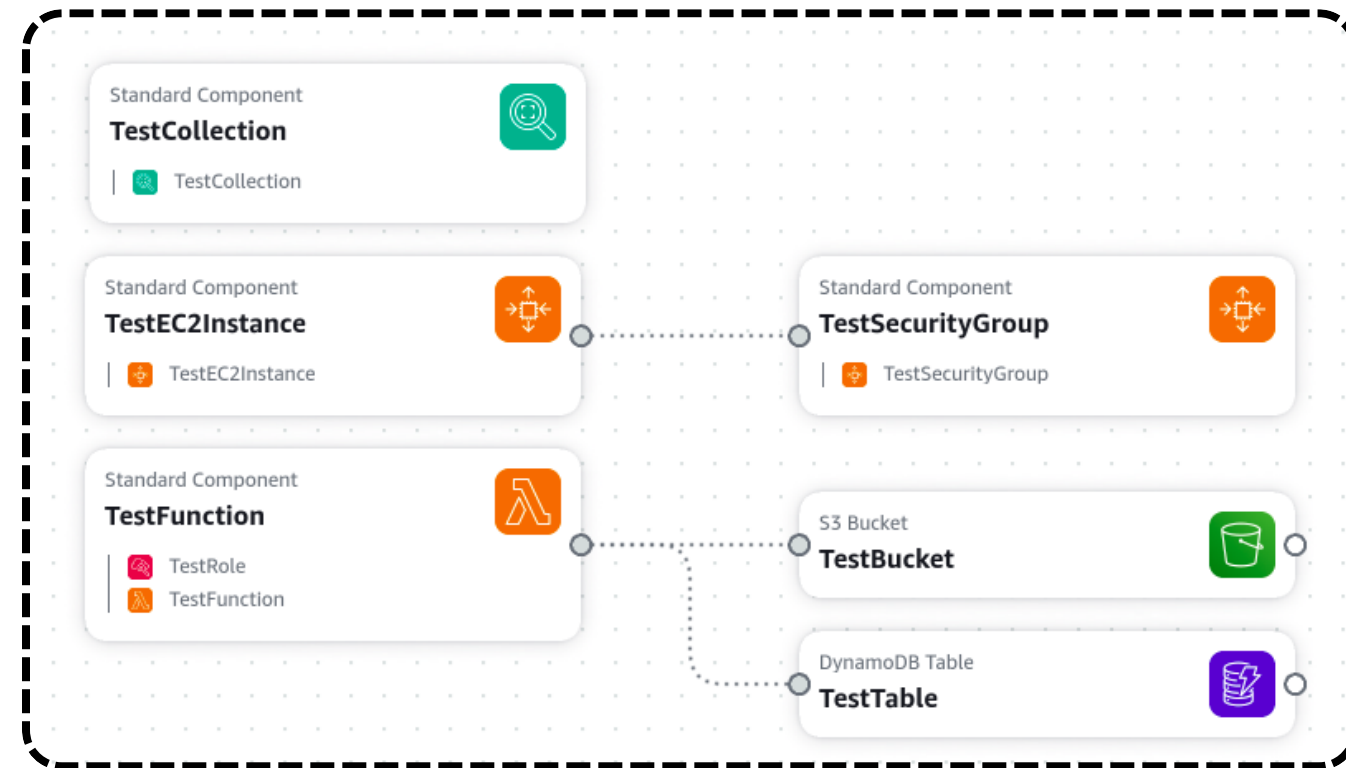 Standard Component
TestCollection
TestCollection
Standard Component
TestEC2Instance
TestEC2Instance
Standard Component
TestSecurityGroup
TestSecurityGroup
Standard Component
TestFunction
TestRole
TestFunction
S3 Bucket
TestBucket
DynamoDB Table
TestTable